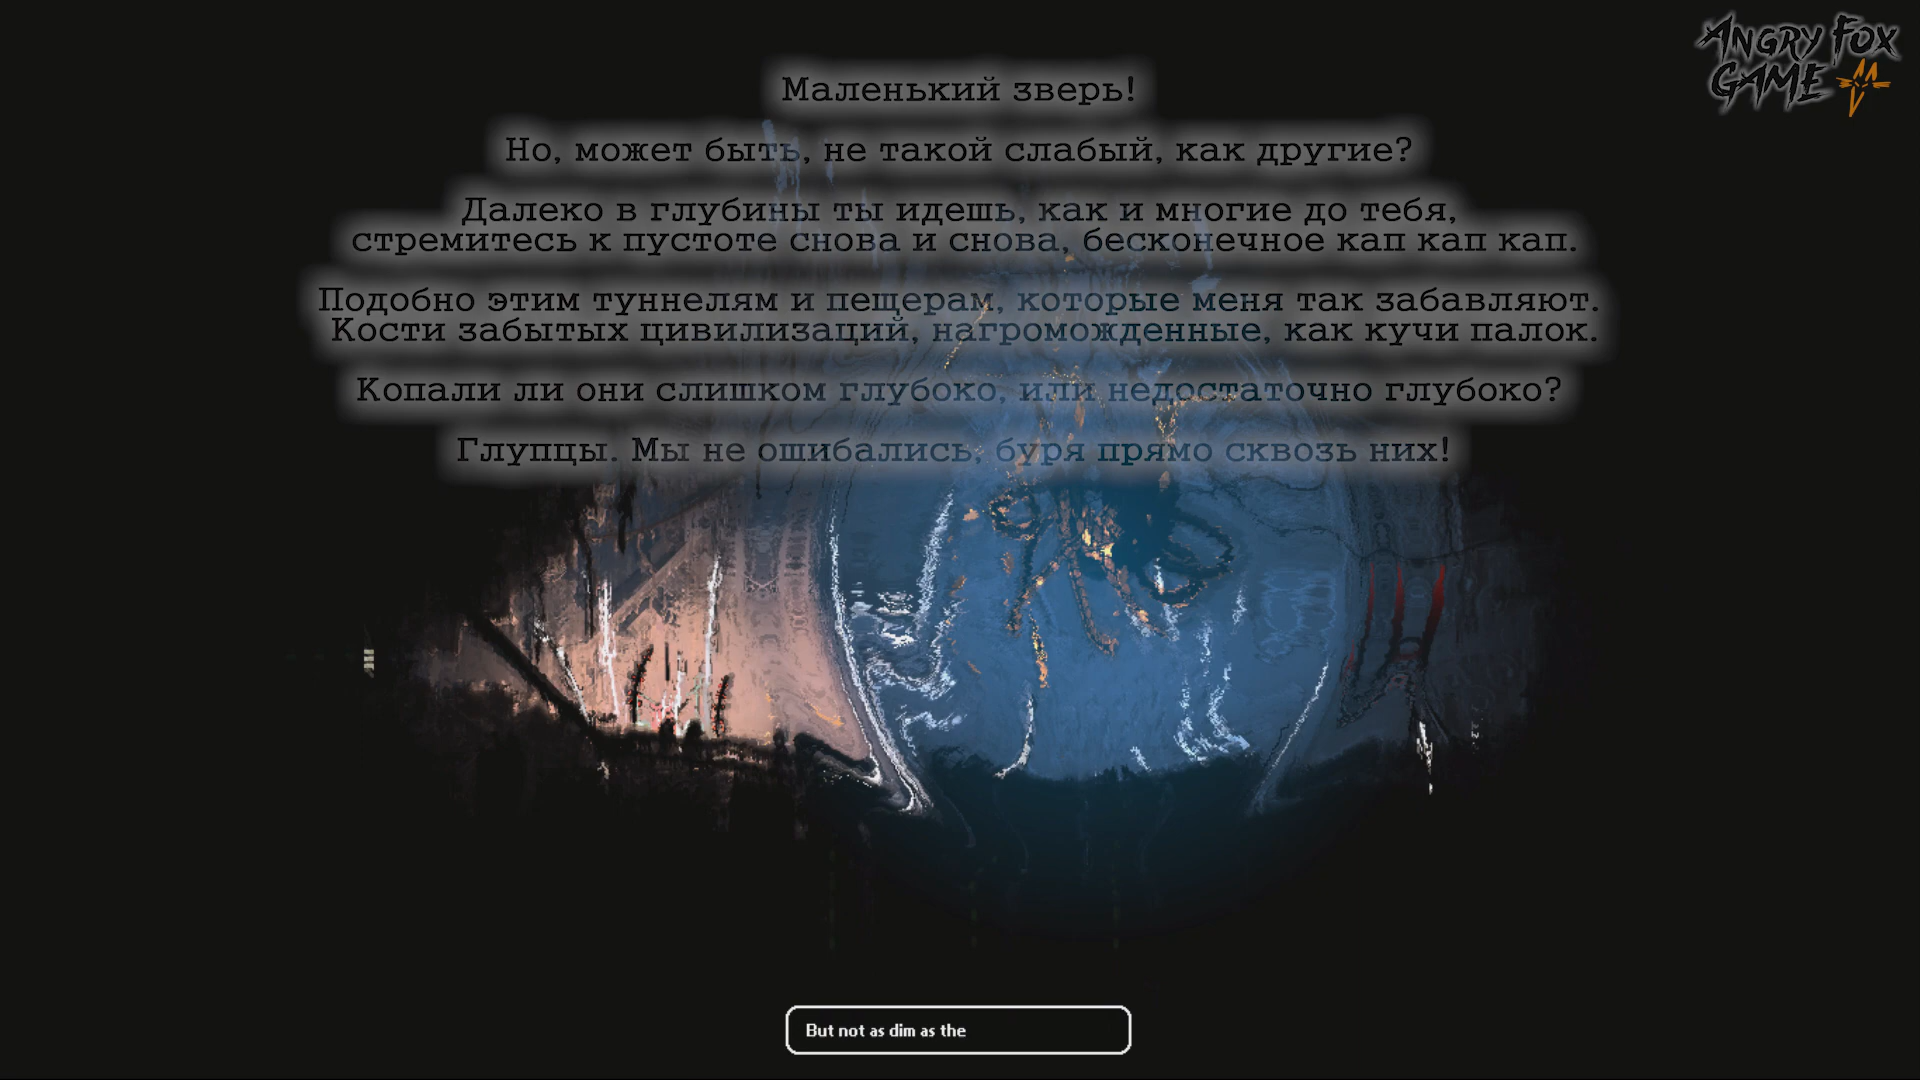 ANGRY FOX
GAME
Маленький зверь!
Но, может быть, не такой слабый, как другие?
Далеко в глубины ты идешь, как и многие до тебя,
стремитесь к пустоте снова и снова, бесконечное кап кап кап.
Подобно этим туннелям и пещерам, которые меня так забавляют.
Кости забытых цивилизаций, нагроможденные, как кучи палок.
Копали ли они слишком глубоко, или недостаточно глубоко?
Глупцы. Мы не ошибались, буря прямо сквозь них!
But not as dim as the